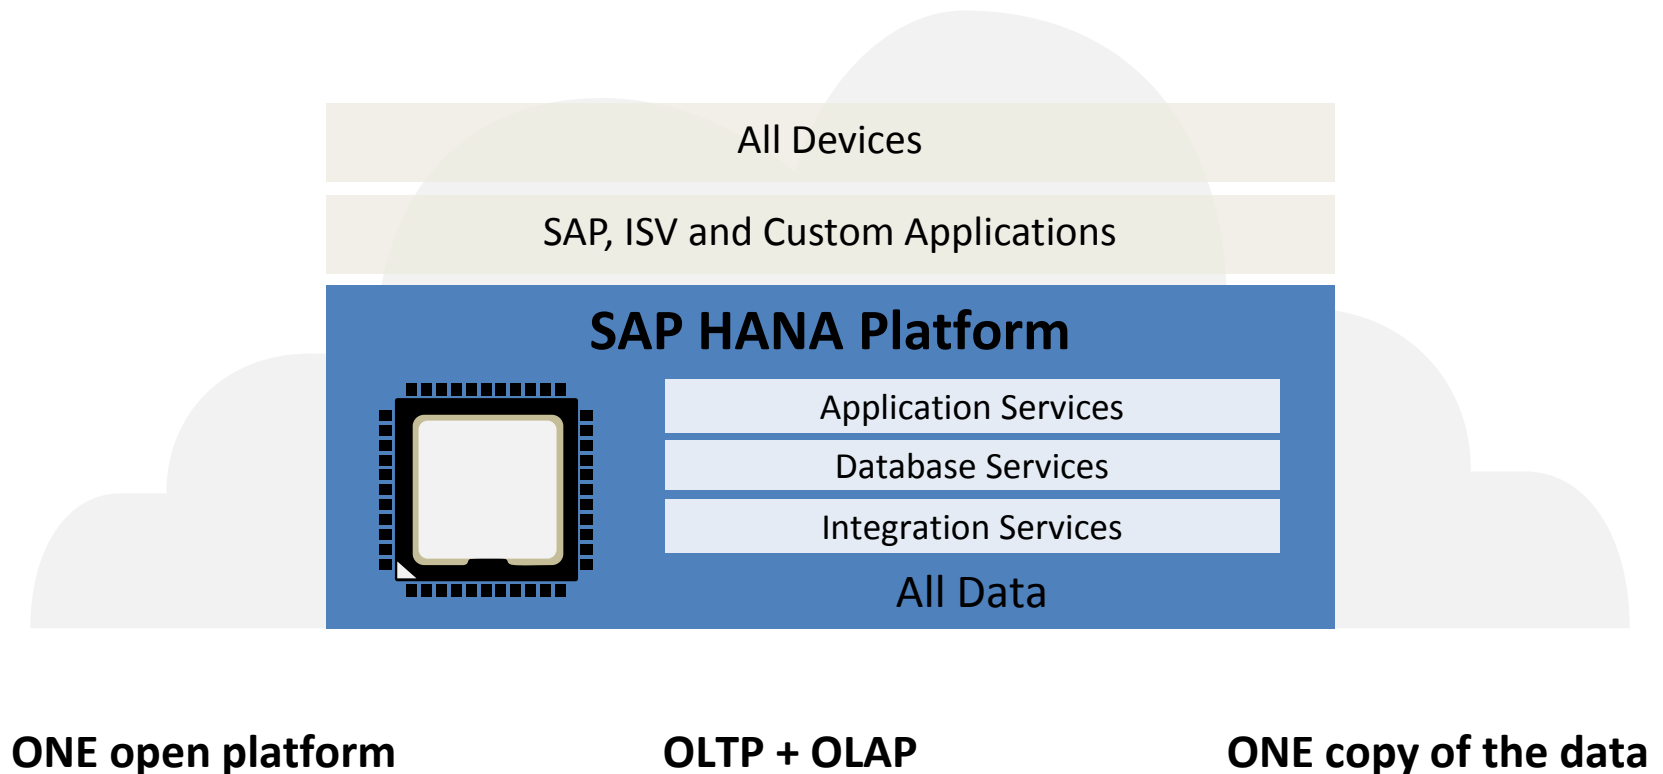 All Devices
SAP, ISV and Custom Applications
SAP HANA Platform
Application Services
Database Services
Integration Services
All Data
ONE open platform
OLTP + OLAP
ONE copy of the data